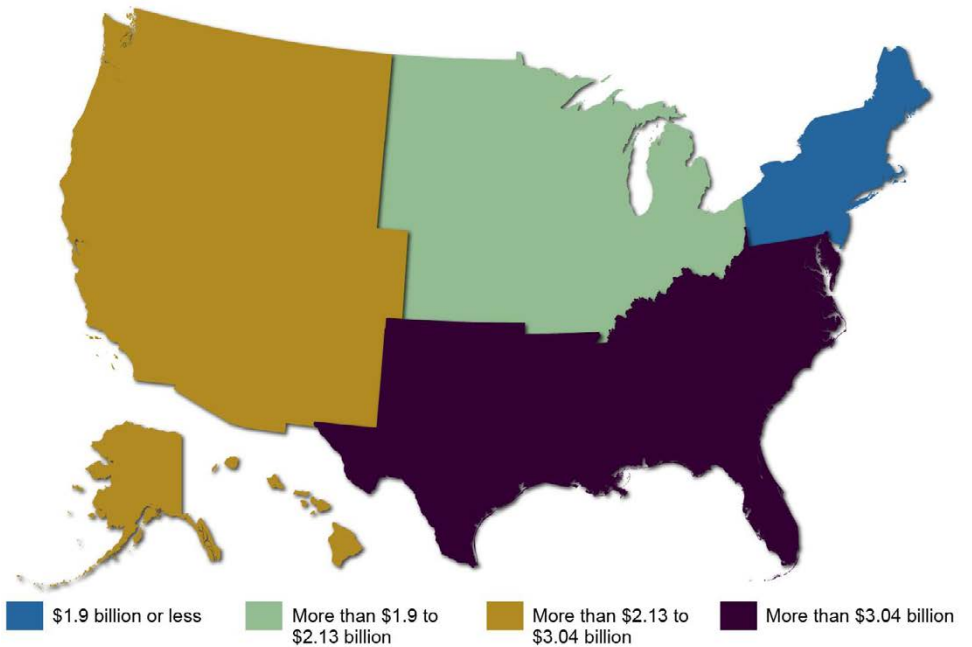 $1.9 billion or less
More than $1.9 to
$2.13 billion
More than $2.13 to
$3.04 billion
More than $3.04 billion